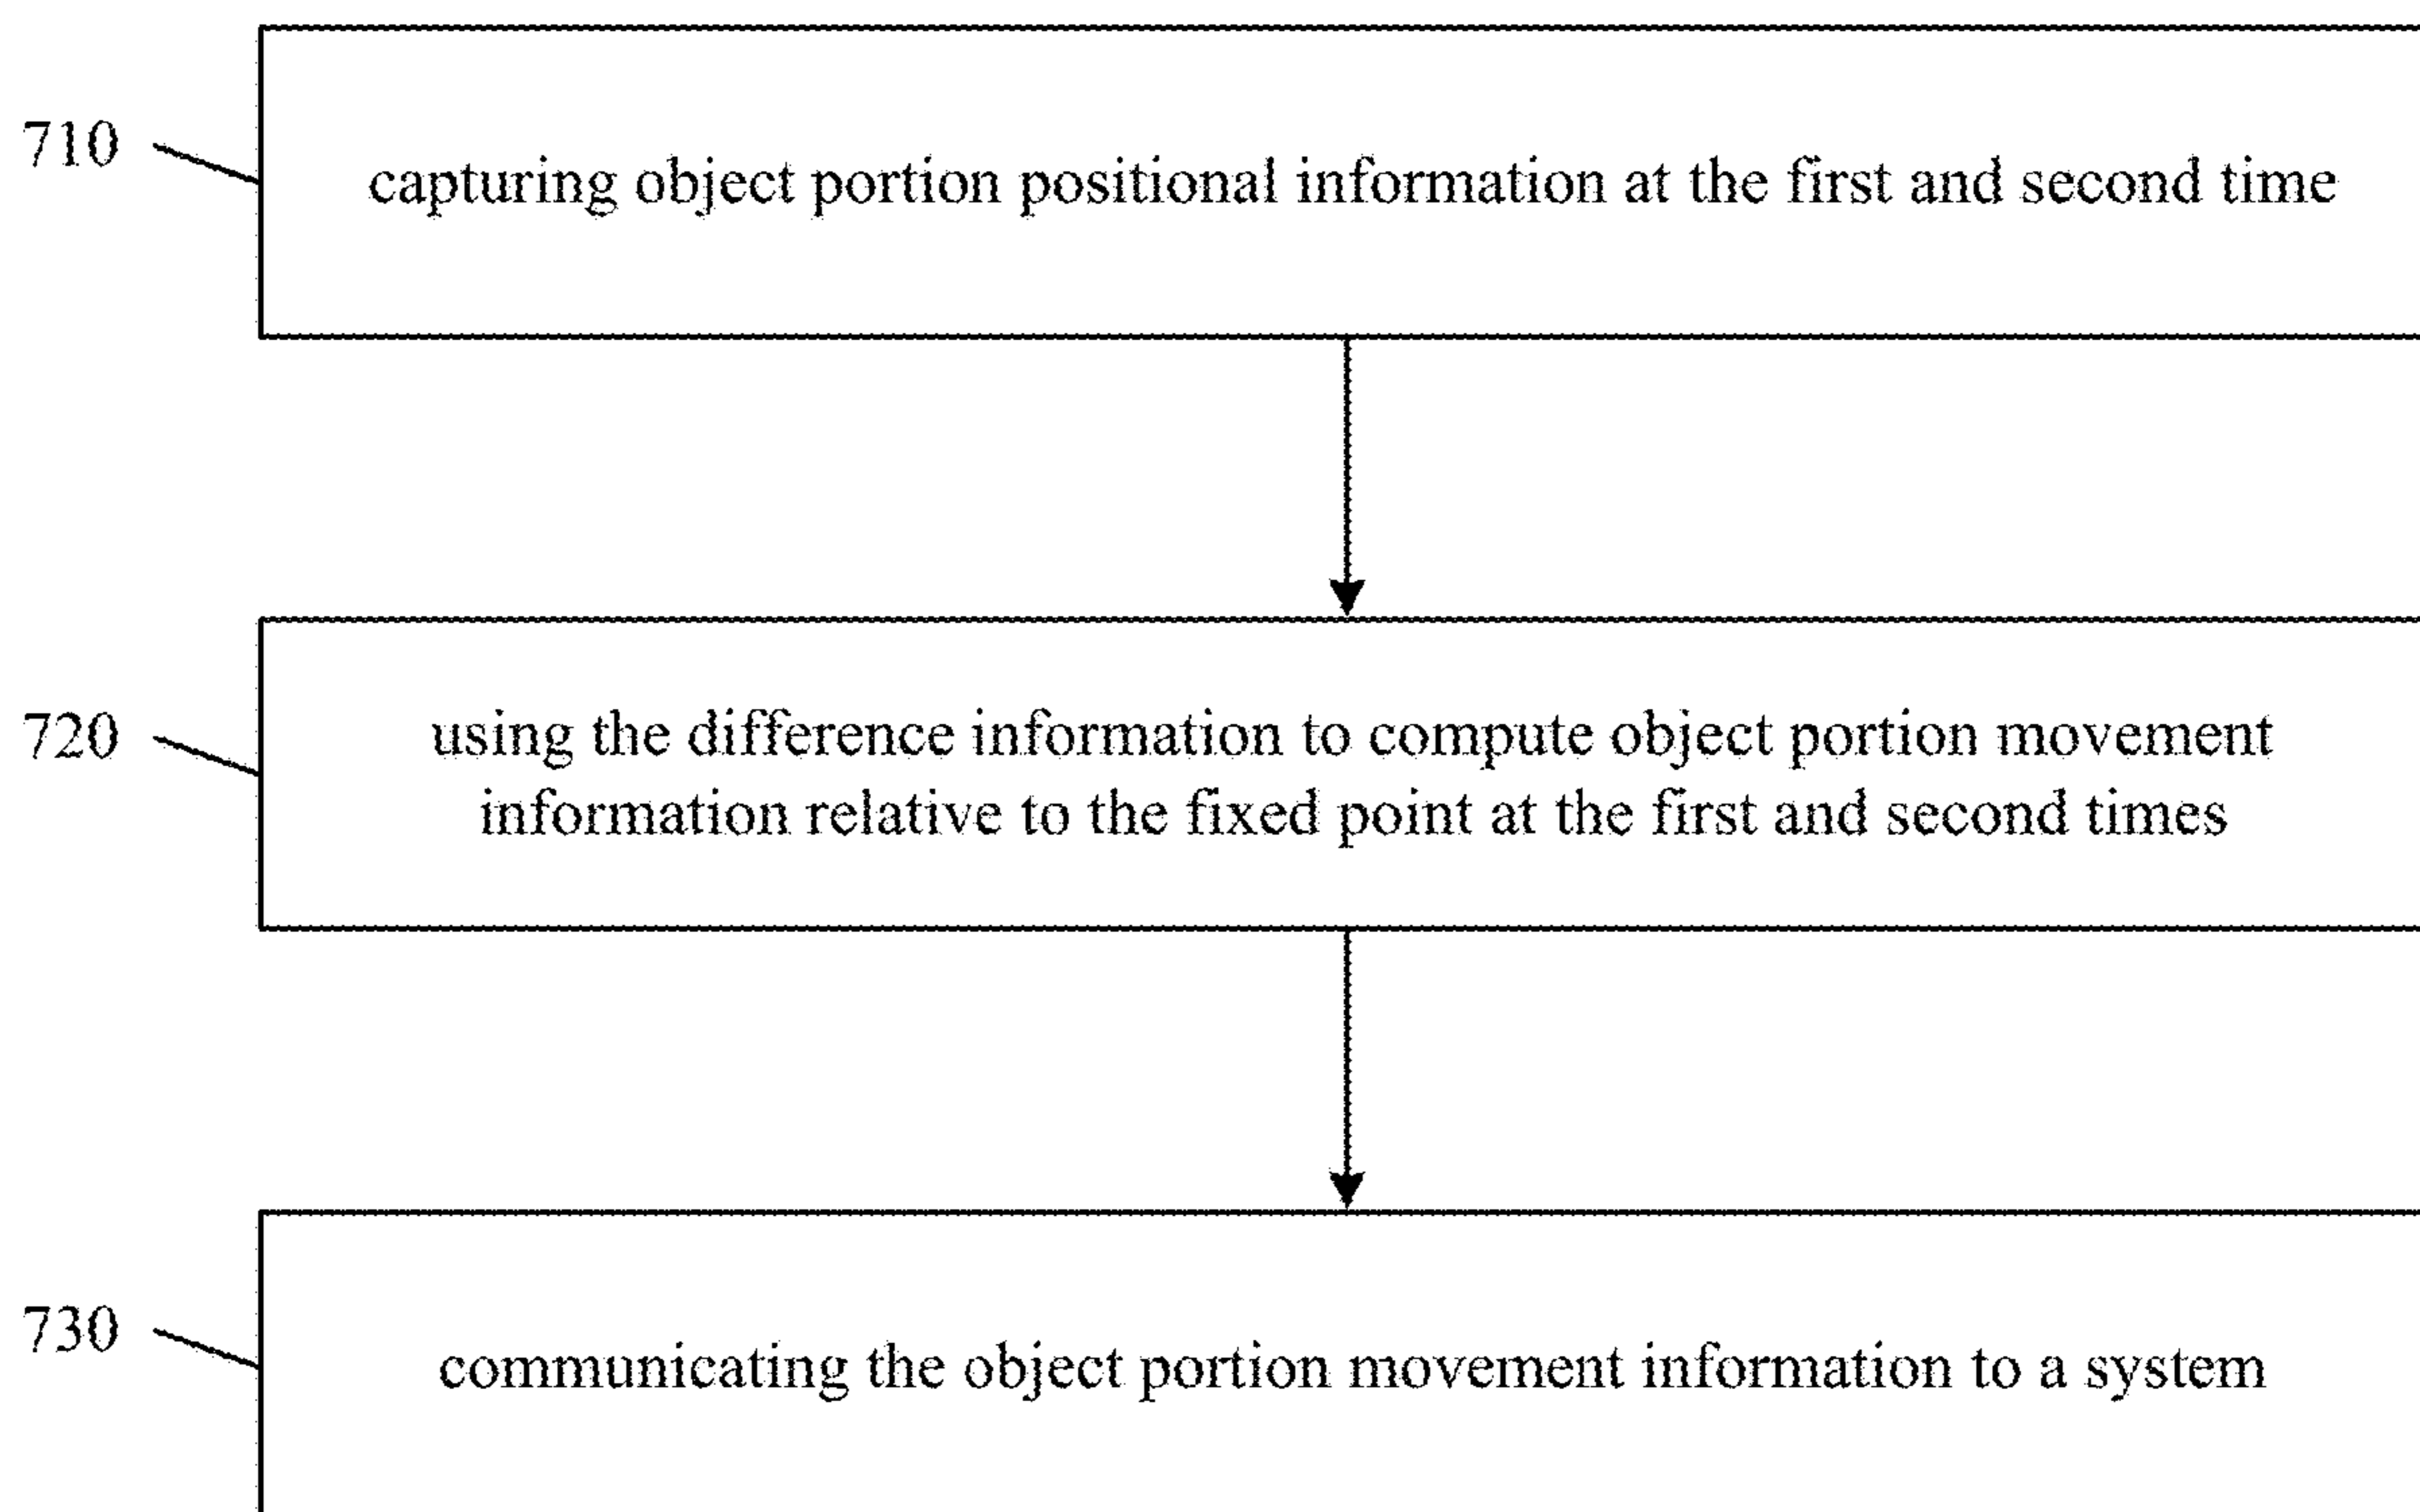 710
capturing object portion positional information at the first and second time
720
using the difference information to compute object portion movement
information relative to the fixed point at the first and second times
730
communicating the object portion movement information to a system